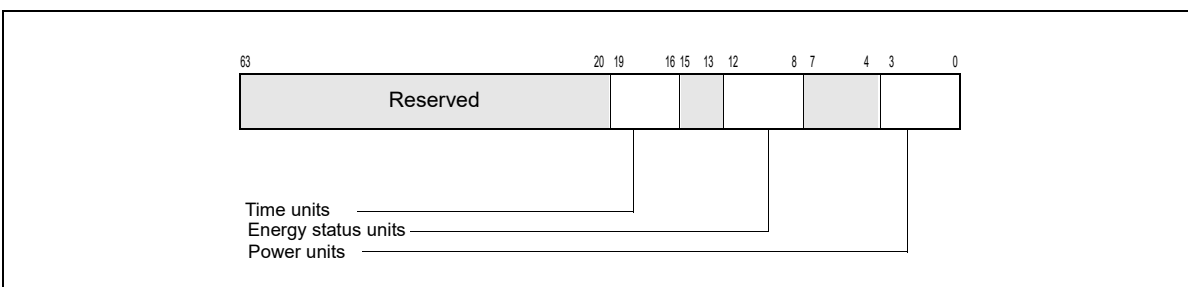 63 20 19 16 15 13 12 8 7 4 3 0
Reserved
Time units
Energy status units
Power units